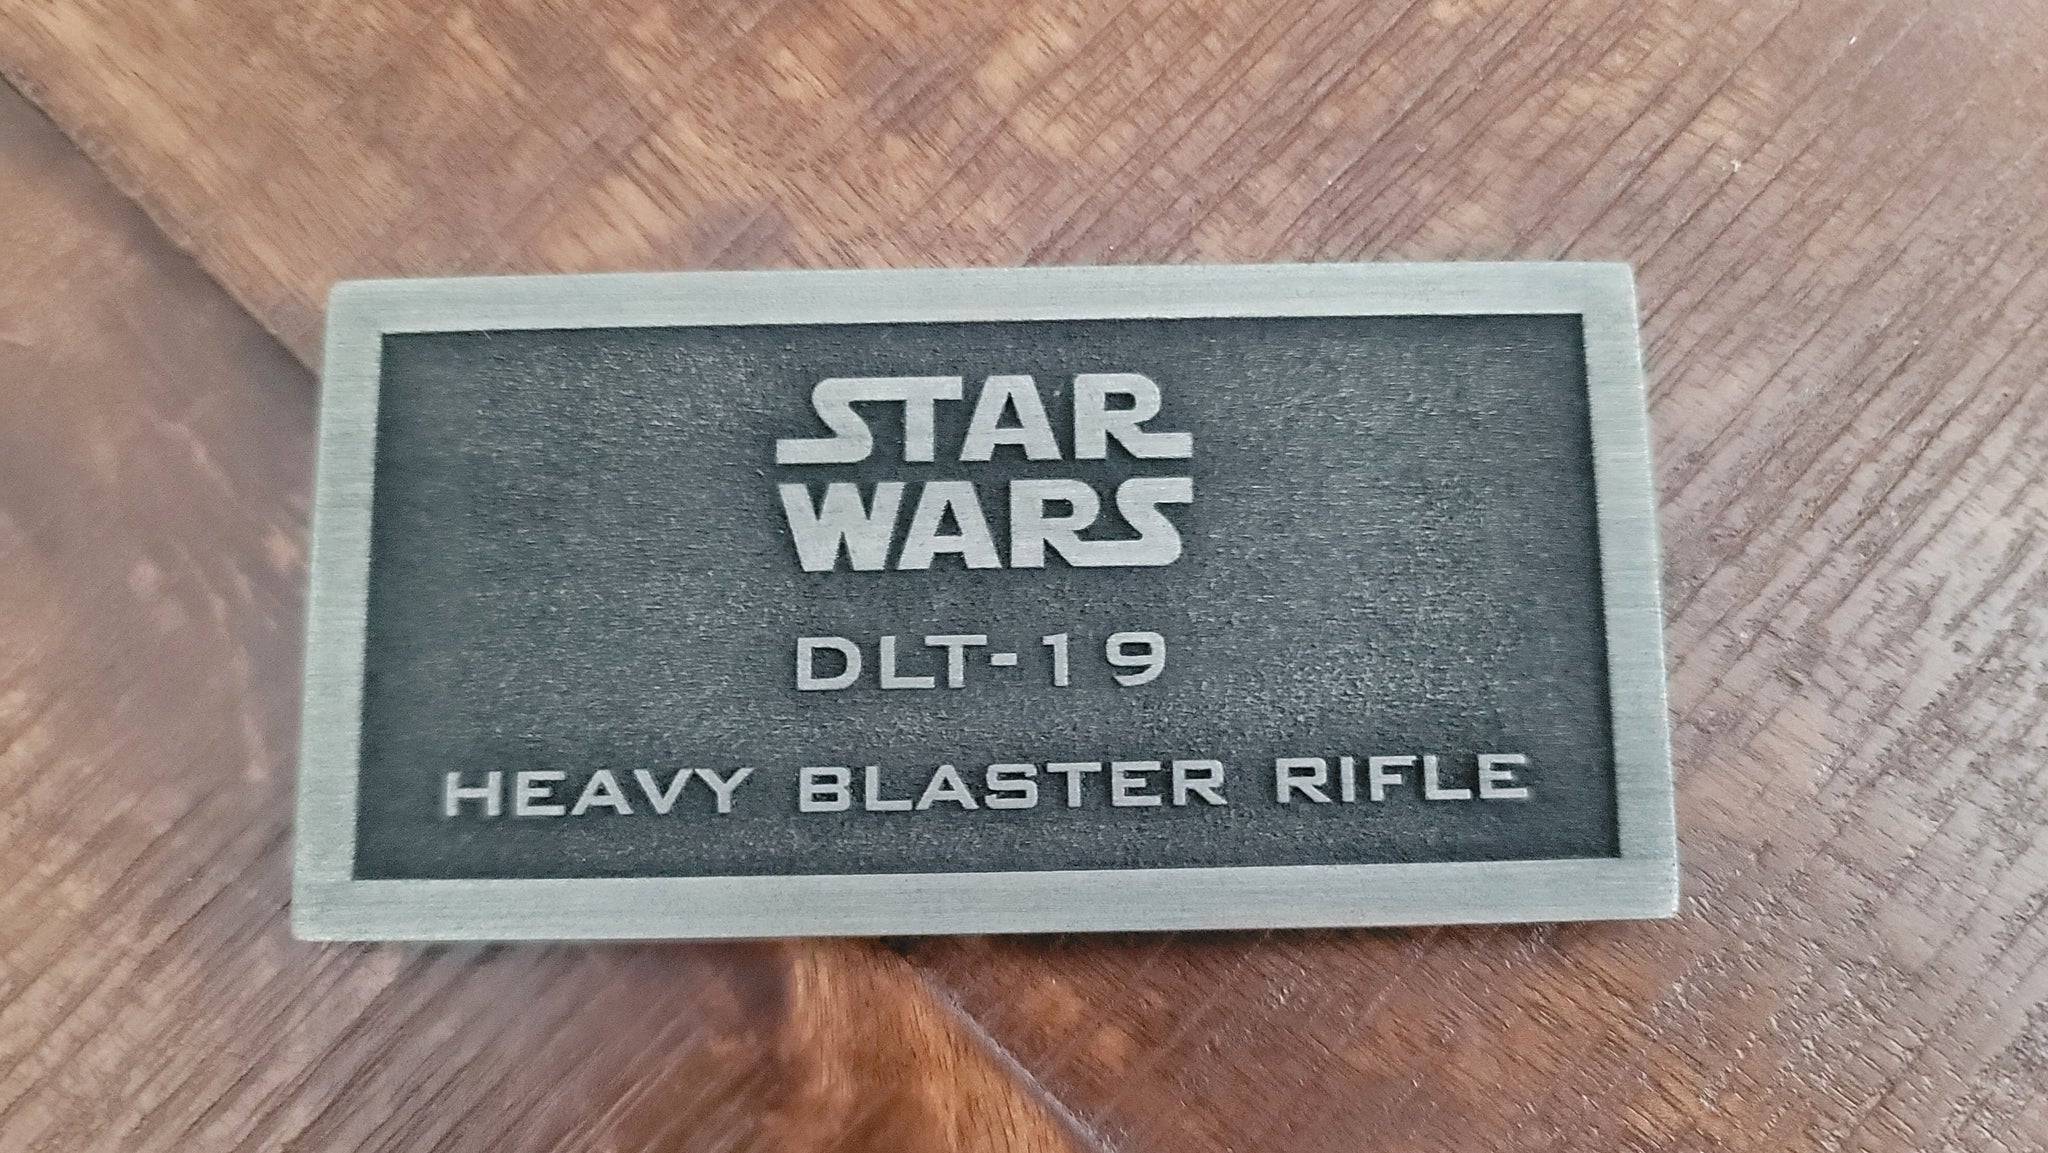 STAR
WARS
DLT-19
HEAVY BLASTER RIFLE